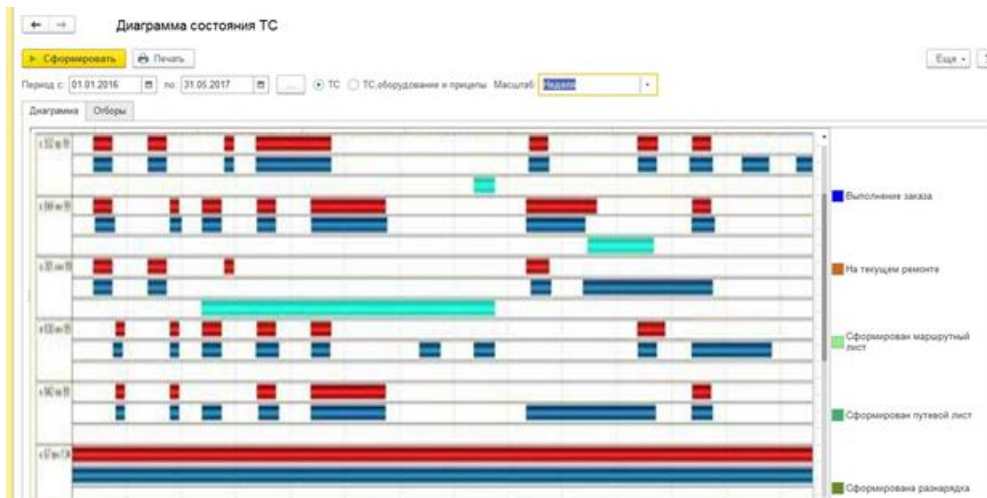 Диаграмма состояния ТС
Сформировать Печать Еще
Период с: 01.01.2016 по: 31.05.2017 ... ТС ТС,оборудование и прицепы Масштаб: Неделя
Диаграмма Отборы
Выполнение заказа
На текущем ремонте
Сформирован маршрутный
лист
Сформирован путевой лист
Сформирована разнарядка